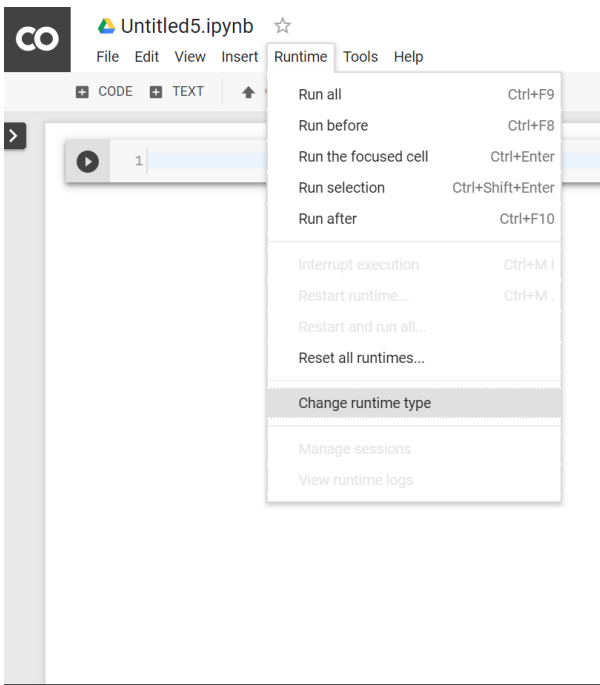 CO
Untitled5.ipynb
File Edit View Insert Runtime Tools Help
CODE TEXT
Run all Ctrl+F9
Run before Ctrl+F8
Run the focused cell Ctrl+Enter
Run selection Ctrl+Shift+Enter
Run after Ctrl+F10
1
Interrupt execution Ctrl+M I
Restart runtime... Ctrl+M .
Restart and run all...
Reset all runtimes...
Change runtime type
Manage sessions
View runtime logs